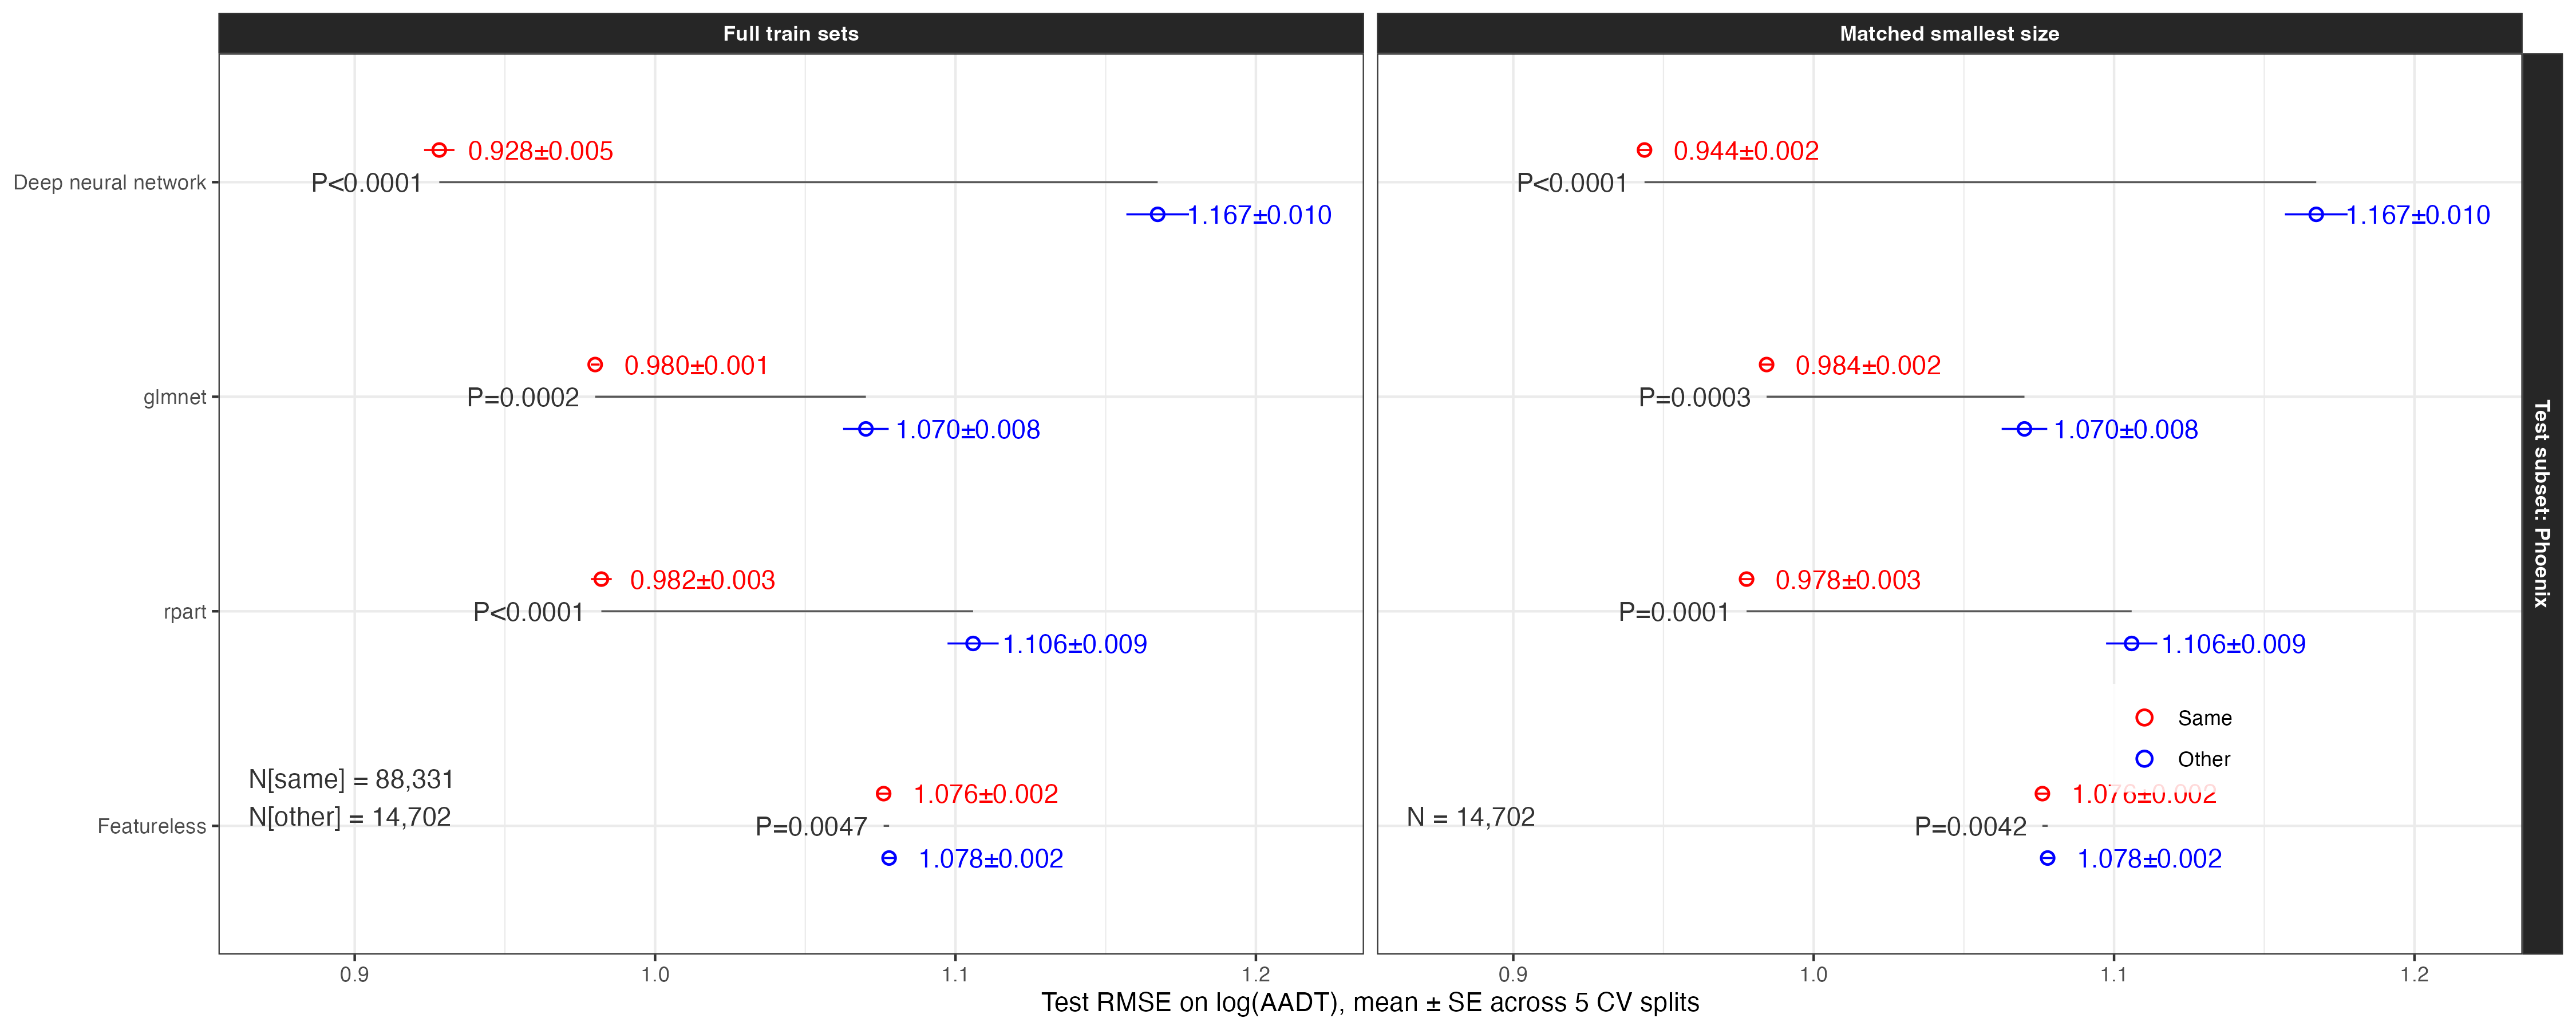 Full train sets
Matched smallest size
Deep neural network
0.928±0.005
P<0.0001
1.167±0.010
0.944±0.002
P<0.0001
1.167±0.010
glmnet
0.980±0.001
P=0.0002
1.070±0.008
0.984±0.002
P=0.0003
1.070±0.008
rpart
0.982±0.003
P<0.0001
1.106±0.009
0.978±0.003
P=0.0001
1.106±0.009
Same
Other
Featureless
N[same] = 88,331
N[other] = 14,702
1.076±0.002
P=0.0047
1.078±0.002
N = 14,702
1.076±0.002
P=0.0042
1.078±0.002
Test subset: Phoenix
0.9
1.0
1.1
1.2
0.9
1.0
1.1
1.2
Test RMSE on log(AADT), mean ± SE across 5 CV splits